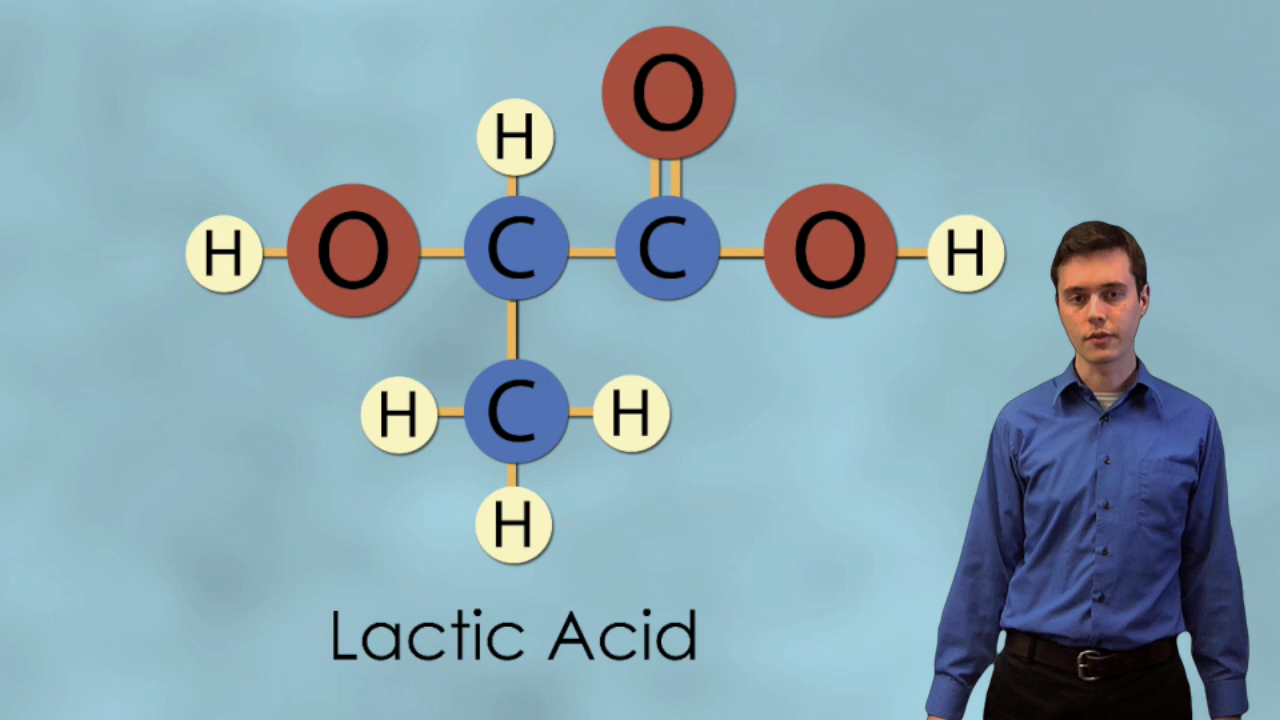 O
H
H O C C O H
H C H
H
Lactic Acid